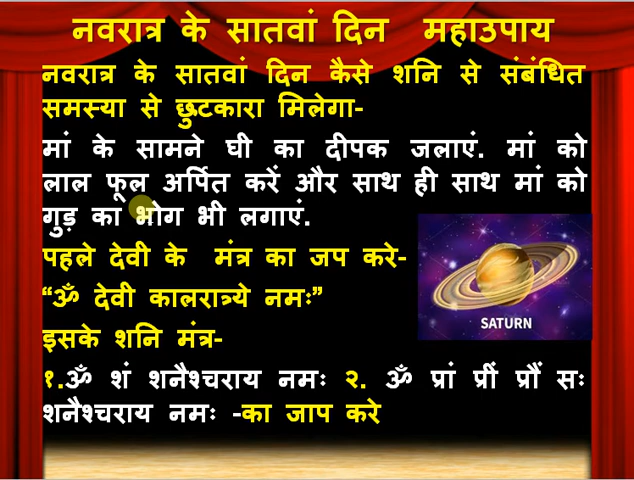 नवरात्र के सातवां दिन महाउपाय
नवरात्र के सातवां दिन कैसे शनि से संबंधित
समस्या से छुटकारा मिलेगा-
मां के सामने घी का दीपक जलाएं. मां को
लाल फूल अर्पित करें और साथ ही साथ मां को
गुड़ का भोग भी लगाएं.
पहले देवी के मंत्र का जप करे-
“ॐ देवी कालरात्र्ये नमः”
इसके शनि मंत्र-
SATURN
१.ॐ शं शनैश्चराय नमः २. ॐ प्रां प्रीं प्रौं सः
शनैश्चराय नमः -का जाप करे